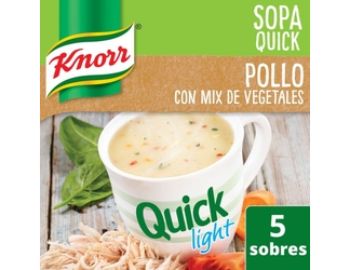 Knorr
SOPA
QUICK
POLLO
CON MIX DE VEGETALES
Quick
light
5
sobres